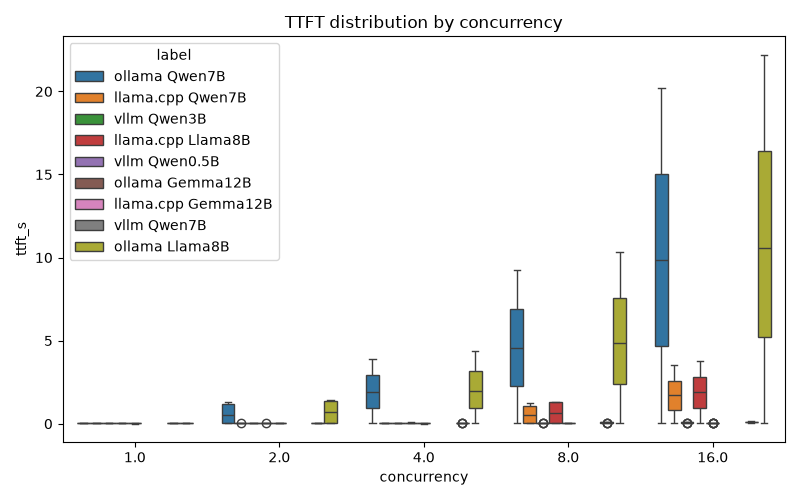 TTFT distribution by concurrency
label
ollama Qwen7B
llama.cpp Qwen7B
vllm Qwen3B
llama.cpp Llama8B
vllm Qwen0.5B
ollama Gemma12B
llama.cpp Gemma12B
vllm Qwen7B
ollama Llama8B
ttft_s
20
15
10
5
0
1.0 2.0 4.0 8.0 16.0
concurrency